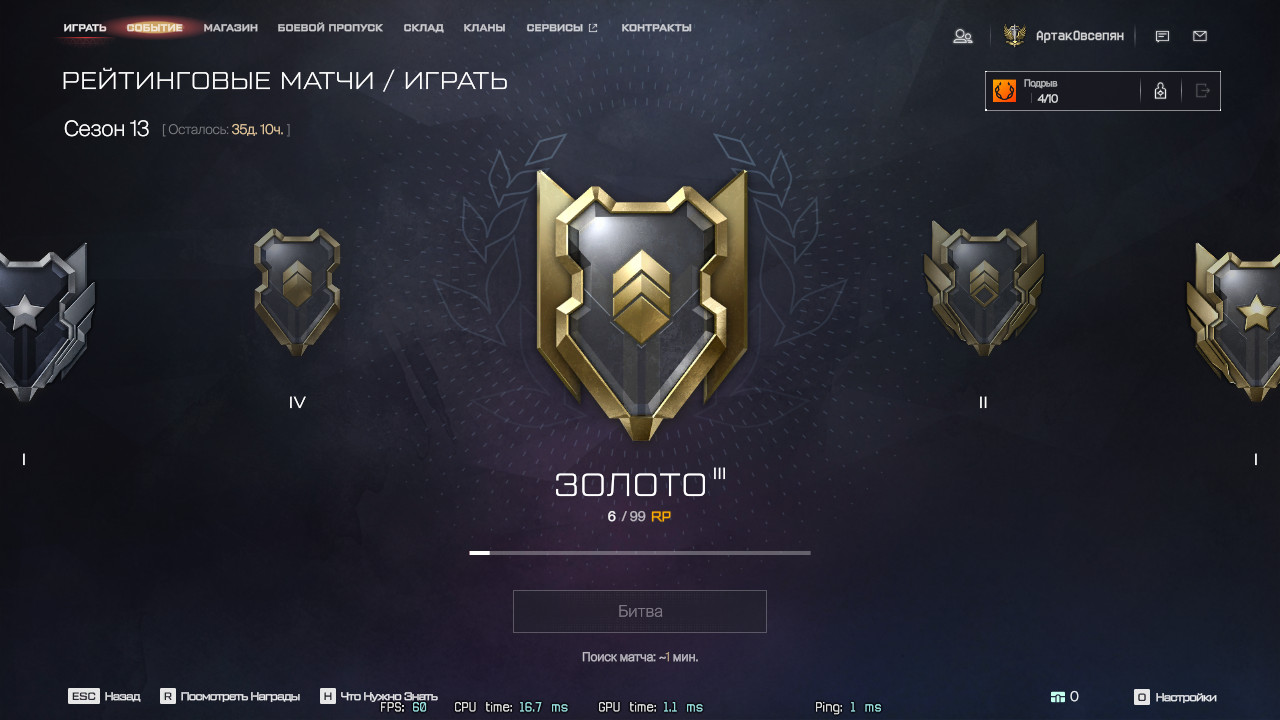 ИГРАТЬ СОБЫТИЕ МАГАЗИН БОЕВОЙ ПРОПУСК СКЛАД КЛАНЫ СЕРВИСЫ КОНТРАКТЫ
АртакОвсепян
РЕЙТИНГОВЫЕ МАТЧИ / ИГРАТЬ
Подрыв
4/10
Сезон 13 [ Осталось: 35д. 10ч. ]
IV
II
I
I
ЗОЛОТО III
6 / 99 RP
Битва
Поиск матча: ~1 мин.
ESC Назад R Посмотреть Награды H Что Нужно Знать
0
O Настройки
FPS: 60 CPU time: 16.7 ms GPU time: 1.1 ms Ping: 1 ms